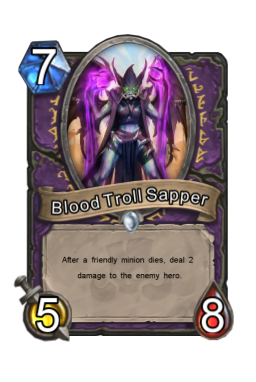 7
Blood Troll Sapper
After a friendly minion dies, deal 2
damage to the enemy hero.
5
8